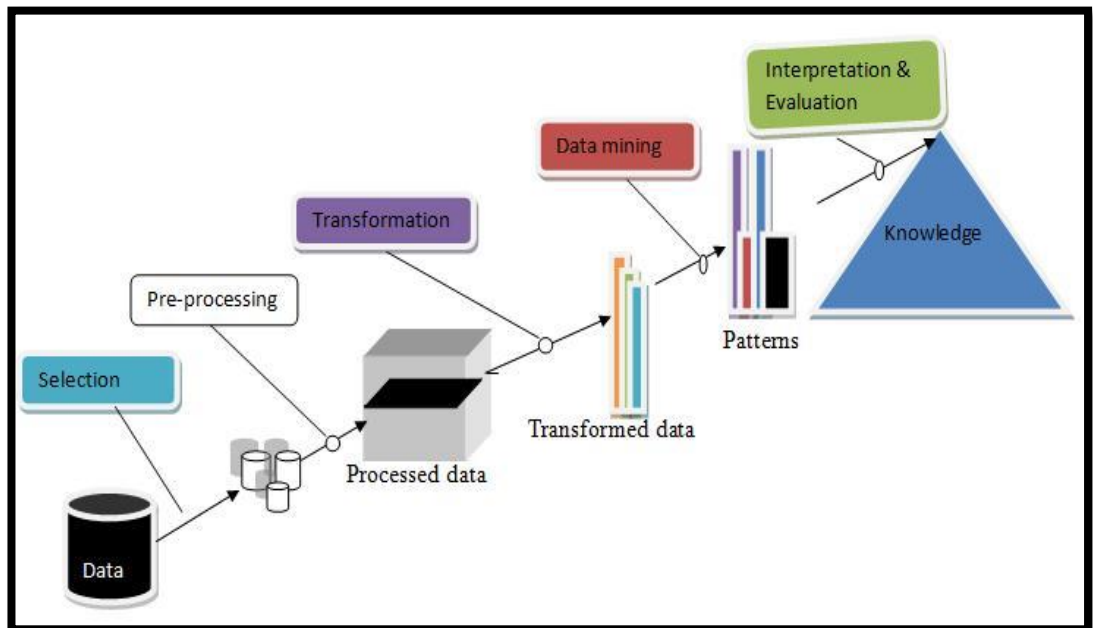 Interpretation &
Evaluation
Data mining
Transformation
Knowledge
Pre-processing
Patterns
Selection
Transformed data
Processed data
Data